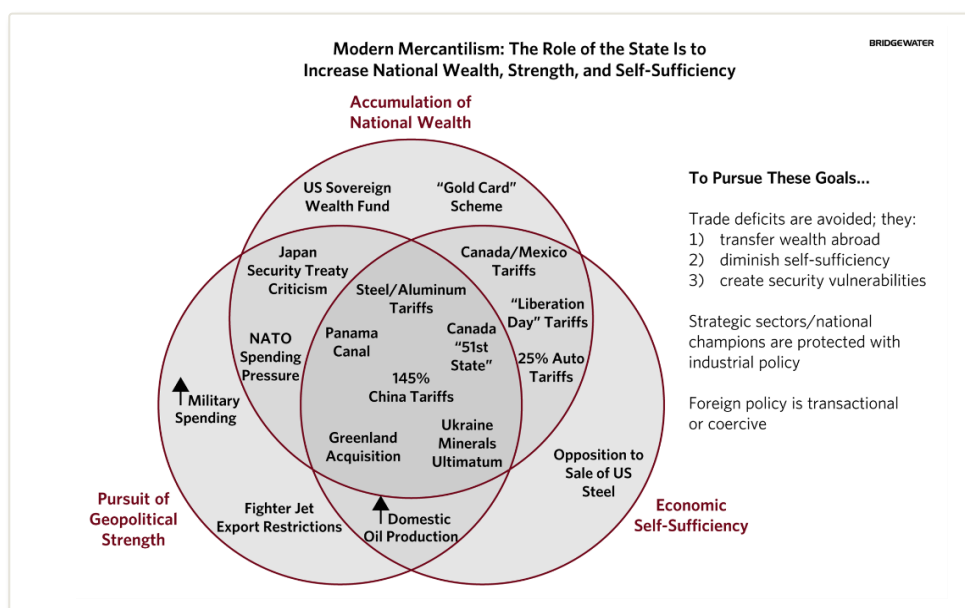 BRIDGEWATER
Modern Mercantilism: The Role of the State Is to
Increase National Wealth, Strength, and Self-Sufficiency
Accumulation of
National Wealth
US Sovereign
Wealth Fund
“Gold Card”
Scheme
Japan
Security Treaty
Criticism
Canada/Mexico
Tariffs
Steel/Aluminum
Tariffs
“Liberation
Day” Tariffs
NATO
Spending
Pressure
Panama
Canal
Canada
“51st
State”
25% Auto
Tariffs
145%
China Tariffs
Military
Spending
Greenland
Acquisition
Ukraine
Minerals
Ultimatum
Opposition to
Sale of US
Steel
Pursuit of
Geopolitical
Strength
Fighter Jet
Export Restrictions
Domestic
Oil Production
Economic
Self-Sufficiency
To Pursue These Goals...
Trade deficits are avoided; they:
1) transfer wealth abroad
2) diminish self-sufficiency
3) create security vulnerabilities
Strategic sectors/national
champions are protected with
industrial policy
Foreign policy is transactional
or coercive